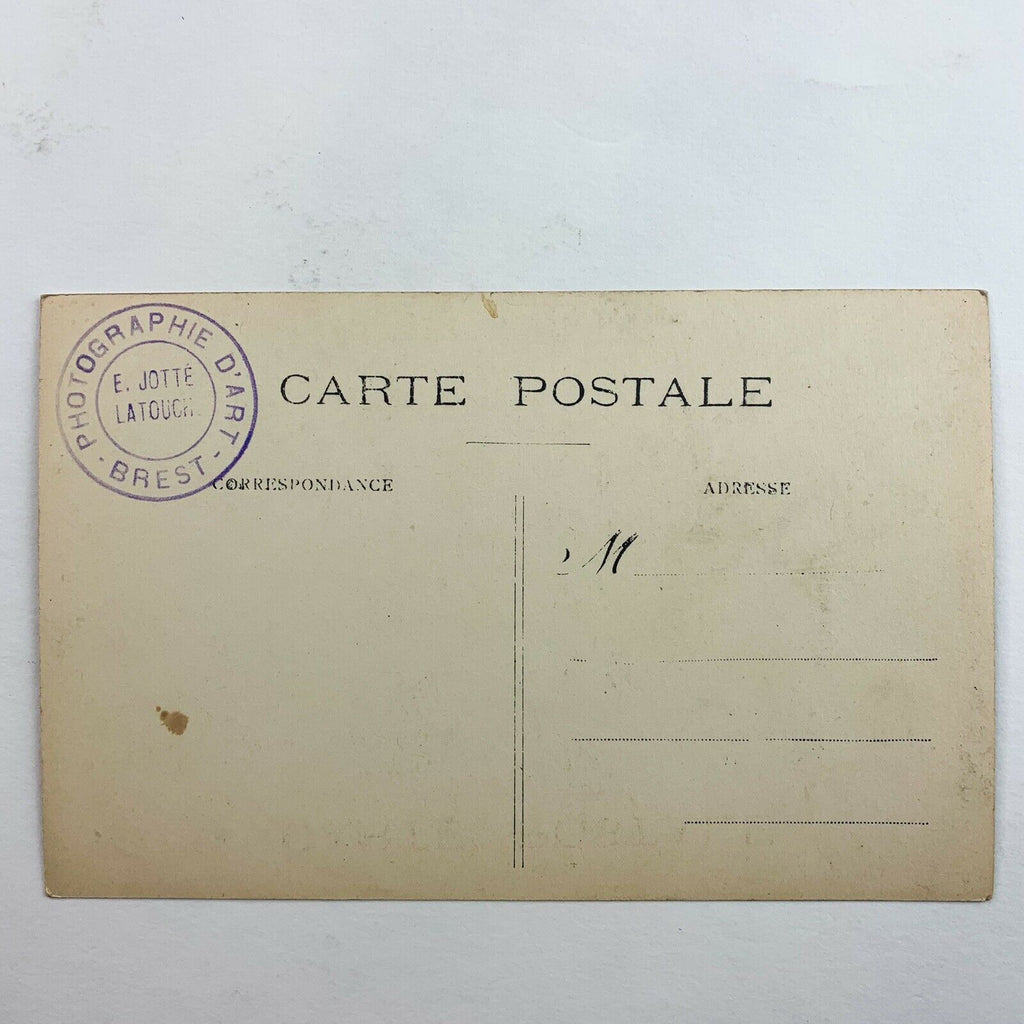 PHOTOGRAPHIE D'ART
E. JOTTÉ
LATOUCH
- BREST -
CARTE POSTALE
CORRESPONDANCE
ADRESSE
M